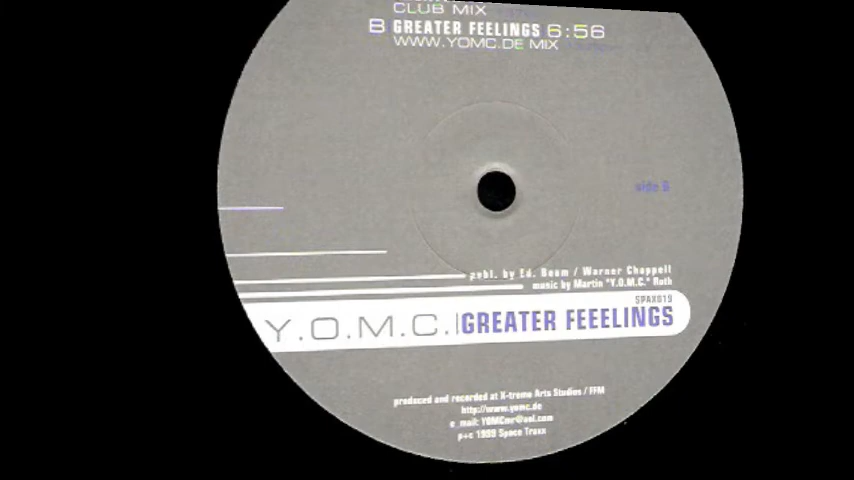 CLUB MIX
B GREATER FEELINGS 6:56
WWW.YOMC.DE MIX
side B
publ. by Ed. Beam / Warner Chappell
music by Martin "Y.O.M.C." Roth
SPAX019
Y.O.M.C.|GREATER FEEELINGS
produced and recorded at X-treme Arts Studios / FFM
http://www.yomc.de
e_mail: YOMCmr@aol.com
p+c 1999 Space Traxx